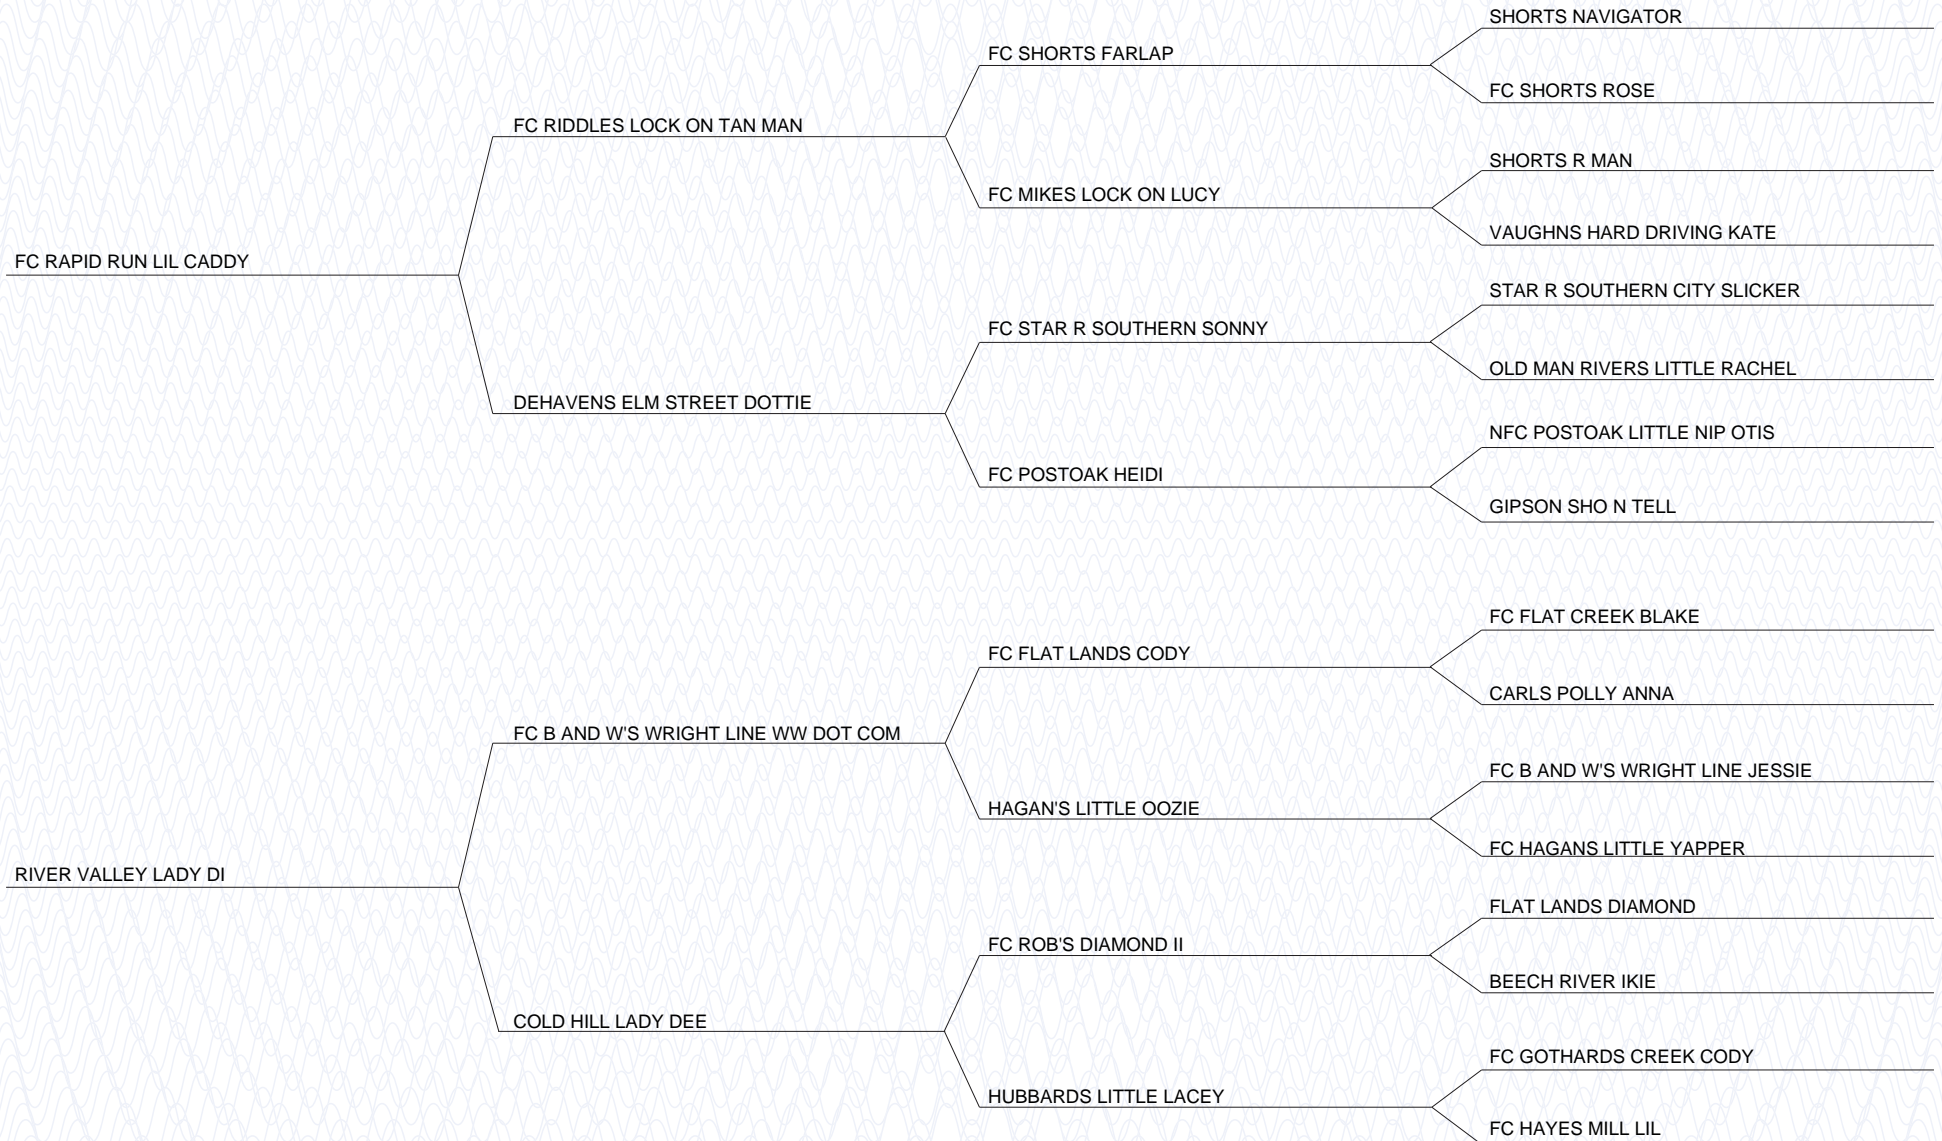 SHORTS NAVIGATOR
FC SHORTS FARLAP
FC SHORTS ROSE
FC RIDDLES LOCK ON TAN MAN
SHORTS R MAN
FC MIKES LOCK ON LUCY
VAUGHNS HARD DRIVING KATE
FC RAPID RUN LIL CADDY
STAR R SOUTHERN CITY SLICKER
FC STAR R SOUTHERN SONNY
OLD MAN RIVERS LITTLE RACHEL
DEHAVENS ELM STREET DOTTIE
NFC POSTOAK LITTLE NIP OTIS
FC POSTOAK HEIDI
GIPSON SHO N TELL
FC FLAT CREEK BLAKE
FC FLAT LANDS CODY
CARLS POLLY ANNA
FC B AND W'S WRIGHT LINE WW DOT COM
FC B AND W'S WRIGHT LINE JESSIE
HAGAN'S LITTLE OOZIE
FC HAGANS LITTLE YAPPER
RIVER VALLEY LADY DI
FLAT LANDS DIAMOND
FC ROB'S DIAMOND II
BEECH RIVER IKIE
COLD HILL LADY DEE
FC GOTHARDS CREEK CODY
HUBBARDS LITTLE LACEY
FC HAYES MILL LIL